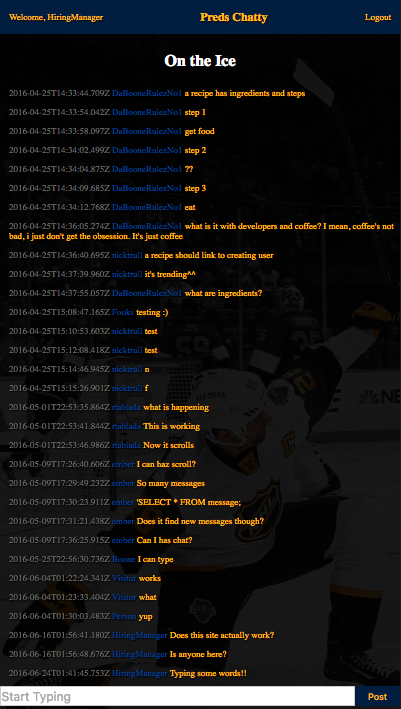 Welcome, HiringManager
Preds Chatty
Logout
On the Ice
2016-04-25T14:33:44.709Z DaBooneRulezNo1 a recipe has ingredients and steps
2016-04-25T14:33:54.042Z DaBooneRulezNo1 step 1
2016-04-25T14:33:58.097Z DaBooneRulezNo1 get food
2016-04-25T14:34:02.499Z DaBooneRulezNo1 step 2
2016-04-25T14:34:04.875Z DaBooneRulezNo1 ??
2016-04-25T14:34:09.685Z DaBooneRulezNo1 step 3
2016-04-25T14:34:12.768Z DaBooneRulezNo1 eat
2016-04-25T14:36:05.274Z DaBooneRulezNo1 what is it with developers and coffee? I mean, coffee's not
bad, i just don't get the obsession. It's just coffee
2016-04-25T14:36:40.695Z nicktrull a recipe should link to creating user
2016-04-25T14:37:39.960Z nicktrull it's trending^^
2016-04-25T14:37:55.057Z DaBooneRulezNo1 what are ingredients?
2016-04-25T15:08:47.165Z Fooks testing :)
2016-04-25T15:10:53.603Z nicktrull test
2016-04-25T15:12:08.418Z nicktrull test
2016-04-25T15:14:46.945Z nicktrull n
2016-04-25T15:15:26.901Z nicktrull f
2016-05-01T22:53:35.864Z rtablada what is happening
2016-05-01T22:53:41.844Z rtablada This is working
2016-05-01T22:53:46.986Z rtablada Now it scrolls
2016-05-09T17:26:40.606Z ember I can haz scroll?
2016-05-09T17:29:49.232Z ember So many messages
2016-05-09T17:30:23.911Z ember 'SELECT * FROM message;
2016-05-09T17:31:21.438Z ember Does it find new messages though?
2016-05-09T17:36:25.915Z ember Can I has chat?
2016-05-25T22:56:30.736Z Boone I can type
2016-06-04T01:22:24.341Z Visitor works
2016-06-04T01:23:33.404Z Visitor what
2016-06-04T01:30:03.483Z Person yup
2016-06-16T01:56:41.180Z HiringManager Does this site actually work?
2016-06-16T01:56:48.676Z HiringManager Is anyone here?
2016-06-24T01:41:45.753Z HiringManager Typing some words!!
Start Typing
Post
NBC